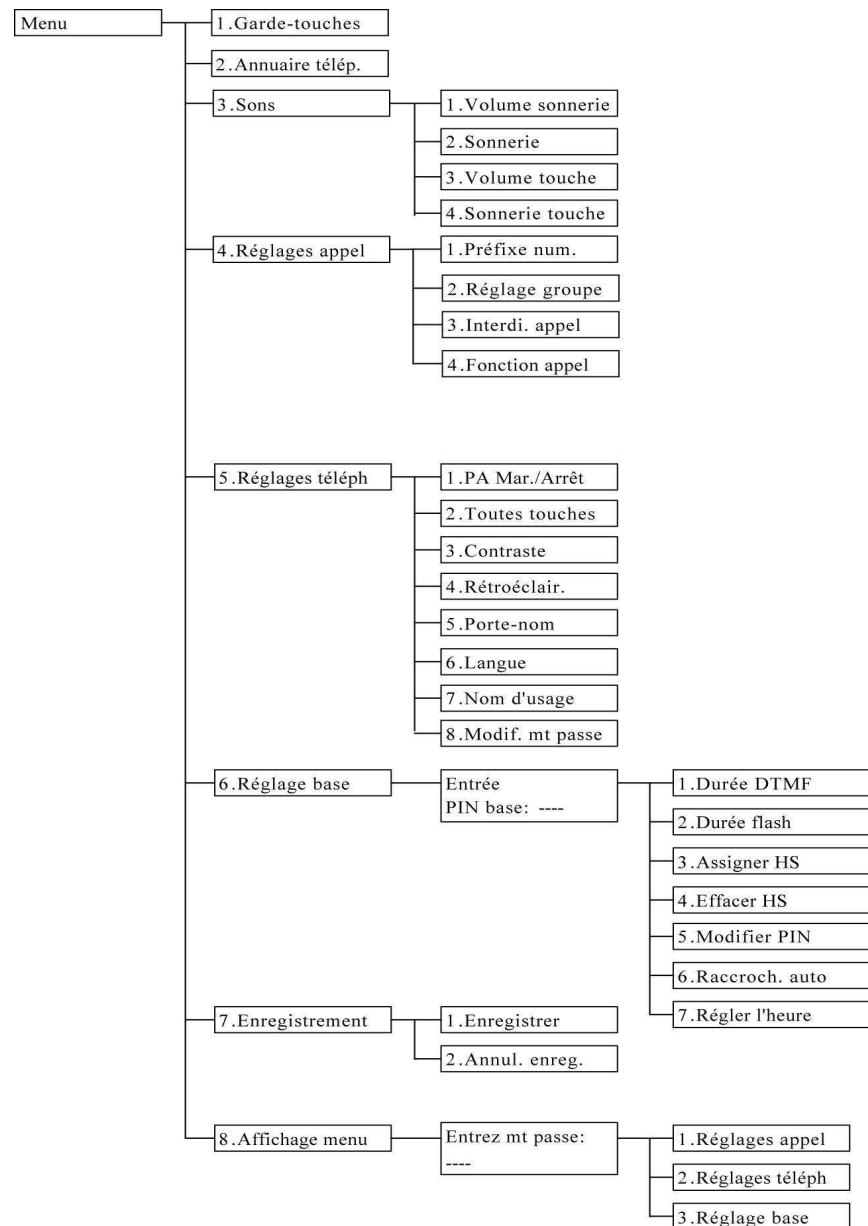 Menu
1.Garde-touches
2.Annuaire télép.
3.Sons
1.Volume sonnerie
2.Sonnerie
3.Volume touche
4.Sonnerie touche
4.Réglages appel
1.Préfixe num.
2.Réglage groupe
3.Interdi. appel
4.Fonction appel
5.Réglages téléph
1.PA Mar./Arrêt
2.Toutes touches
3.Contraste
4.Rétroéclair.
5.Porte-nom
6.Langue
7.Nom d'usage
8.Modif. mt passe
6.Réglage base
Entrée
PIN base: ----
1.Durée DTMF
2.Durée flash
3.Assigner HS
4.Effacer HS
5.Modifier PIN
6.Raccroch. auto
7.Régler l'heure
7.Enregistrement
1.Enregistrer
2.Annul. enreg.
8.Affichage menu
Entrez mt passe:
----
1.Réglages appel
2.Réglages téléph
3.Réglage base